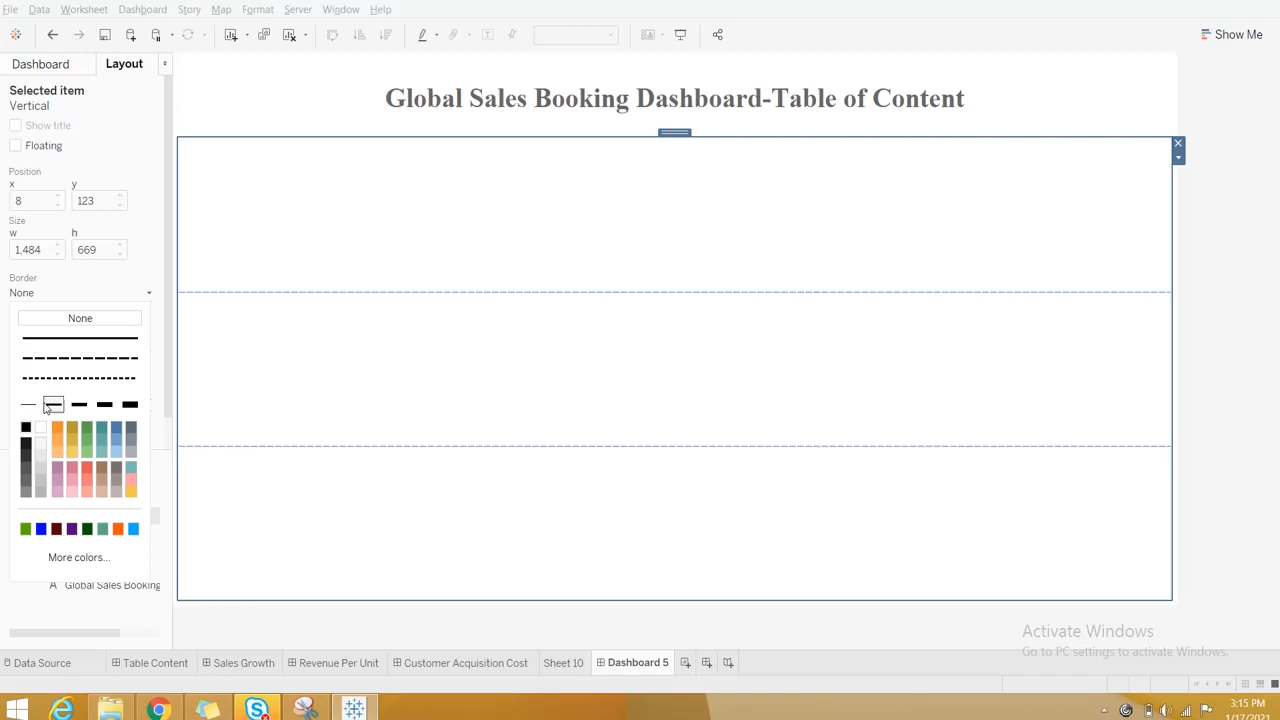 File Data Worksheet Dashboard Story Map Format Server Window Help
Show Me
Dashboard Layout
Selected item
Vertical
Show title
Floating
Position
x y
8 123
Size
w h
1,484 669
Border
None
None
More colors...
A Global Sales Booking
Global Sales Booking Dashboard-Table of Content
Activate Windows
Go to PC settings to activate Windows.
Data Source Table Content Sales Growth Revenue Per Unit Customer Acquisition Cost Sheet 10 Dashboard 5
3:15 PM
1/17/2021